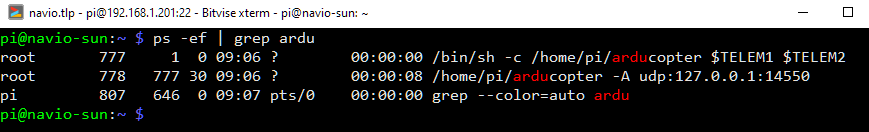 navio.tlp - pi@192.168.1.201:22 - Bitvise xterm - pi@navio-sun: ~
pi@navio-sun:~ $ ps -ef | grep ardu
root       777     1  0 09:06 ?        00:00:00 /bin/sh -c /home/pi/arducopter $TELEM1 $TELEM2
root       778   777 30 09:06 ?        00:00:08 /home/pi/arducopter -A udp:127.0.0.1:14550
pi         807   646  0 09:07 pts/0    00:00:00 grep --color=auto ardu
pi@navio-sun:~ $